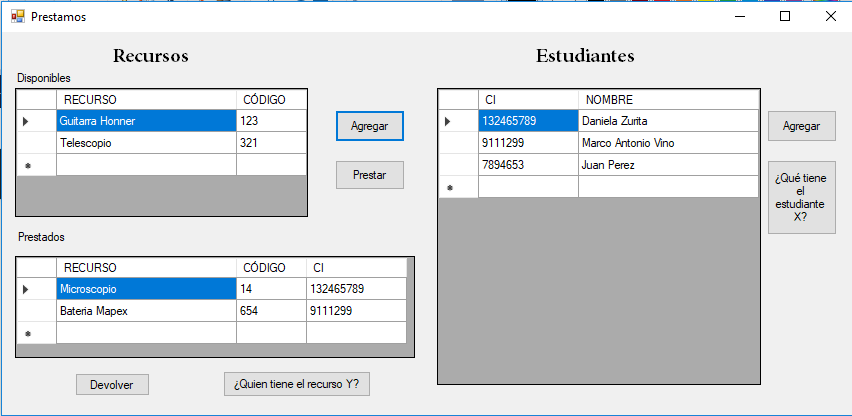 Prestamos
Recursos
Estudiantes
Disponibles
RECURSO CÓDIGO
Guitarra Honner 123
Telescopio 321
Agregar
Prestar
CI NOMBRE
132465789 Daniela Zurita
9111299 Marco Antonio Vino
7894653 Juan Perez
Agregar
¿Qué tiene
el
estudiante
X?
Prestados
RECURSO CÓDIGO CI
Microscopio 14 132465789
Bateria Mapex 654 9111299
Devolver
¿Quien tiene el recurso Y?